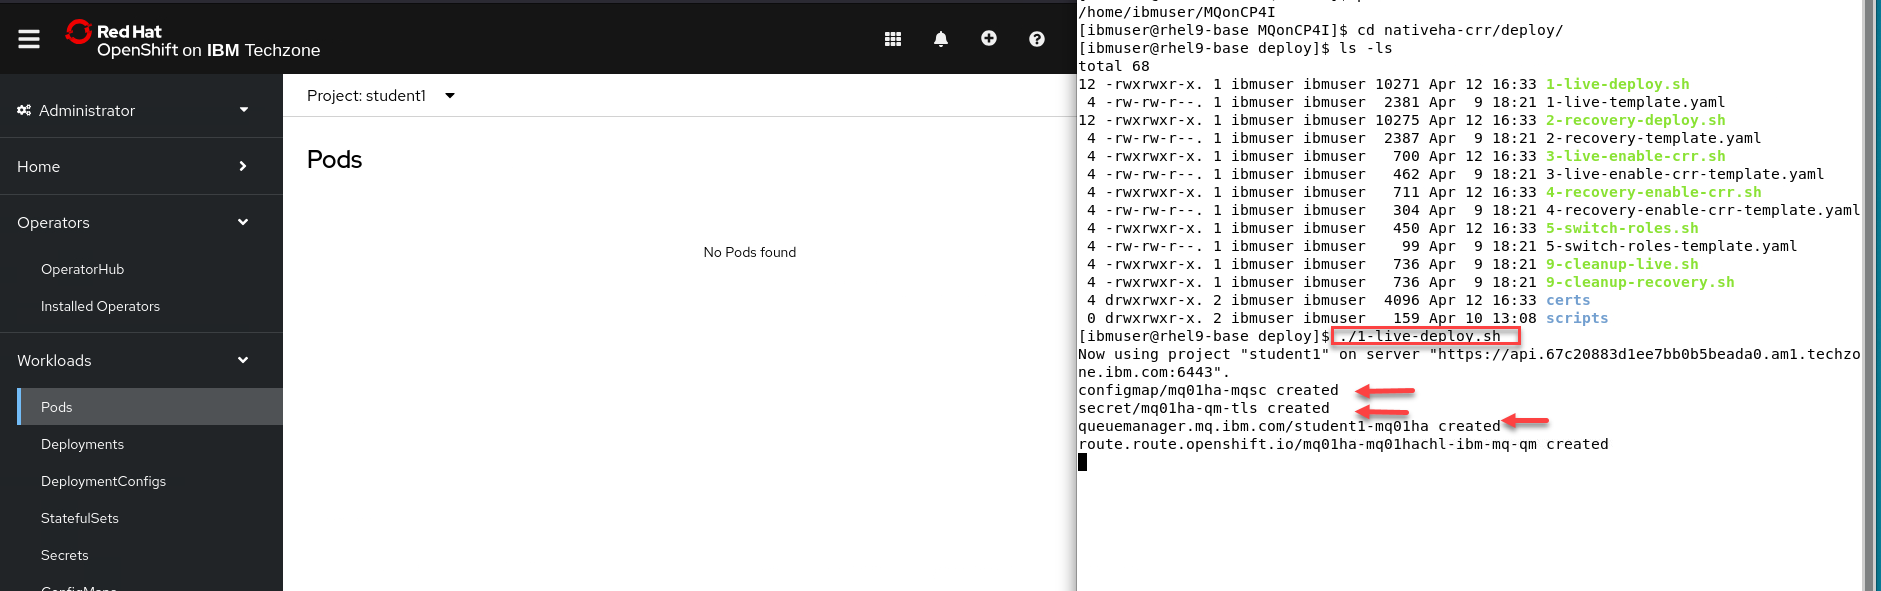 Red Hat
OpenShift on IBM Techzone
Administrator
Home
Operators
OperatorHub
Installed Operators
Workloads
Pods
Deployments
DeploymentConfigs
StatefulSets
Secrets
ConfigMaps
Project: student1
Pods
No Pods found
/home/ibmuser/MQonCP4I
[ibmuser@rhel9-base MQonCP4I]$ cd nativeha-crr/deploy/
[ibmuser@rhel9-base deploy]$ ls -ls
total 68
12 -rwxrwxr-x. 1 ibmuser ibmuser 10271 Apr 12 16:33 1-live-deploy.sh
4 -rw-rw-r--. 1 ibmuser ibmuser 2381 Apr 9 18:21 1-live-template.yaml
12 -rwxrwxr-x. 1 ibmuser ibmuser 10275 Apr 12 16:33 2-recovery-deploy.sh
4 -rw-rw-r--. 1 ibmuser ibmuser 2387 Apr 9 18:21 2-recovery-template.yaml
4 -rwxrwxr-x. 1 ibmuser ibmuser 700 Apr 12 16:33 3-live-enable-crr.sh
4 -rw-rw-r--. 1 ibmuser ibmuser 462 Apr 9 18:21 3-live-enable-crr-template.yaml
4 -rwxrwxr-x. 1 ibmuser ibmuser 711 Apr 12 16:33 4-recovery-enable-crr.sh
4 -rw-rw-r--. 1 ibmuser ibmuser 304 Apr 9 18:21 4-recovery-enable-crr-template.yaml
4 -rwxrwxr-x. 1 ibmuser ibmuser 450 Apr 12 16:33 5-switch-roles.sh
4 -rw-rw-r--. 1 ibmuser ibmuser 99 Apr 9 18:21 5-switch-roles-template.yaml
4 -rwxrwxr-x. 1 ibmuser ibmuser 736 Apr 9 18:21 9-cleanup-live.sh
4 -rwxrwxr-x. 1 ibmuser ibmuser 736 Apr 9 18:21 9-cleanup-recovery.sh
4 drwxrwxr-x. 2 ibmuser ibmuser 4096 Apr 12 16:33 certs
0 drwxrwxr-x. 2 ibmuser ibmuser 159 Apr 10 13:08 scripts
[ibmuser@rhel9-base deploy]$ ./1-live-deploy.sh
Now using project "student1" on server "https://api.67c20883d1ee7bb0b5beada0.am1.techzo
ne.ibm.com:6443".
configmap/mq01ha-mqsc created
secret/mq01ha-qm-tls created
queuemanager.mq.ibm.com/student1-mq01ha created
route.route.openshift.io/mq01ha-mq01hachl-ibm-mq-qm created